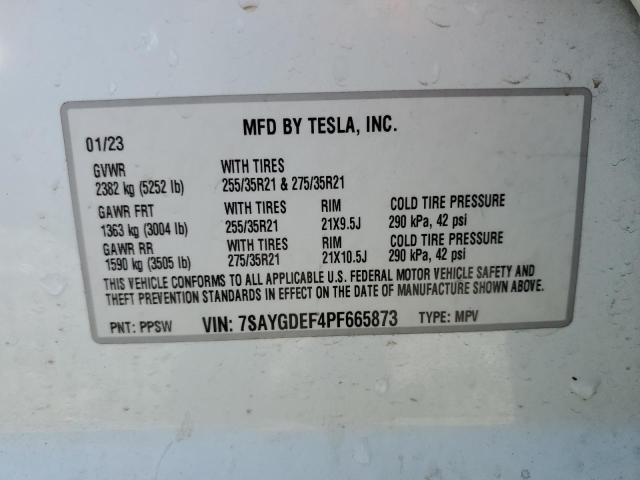 MFD BY TESLA, INC.
01/23
GVWR WITH TIRES
2382 kg (5252 lb) 255/35R21 & 275/35R21
GAWR FRT WITH TIRES RIM COLD TIRE PRESSURE
1363 kg (3004 lb) 255/35R21 21X9.5J 290 kPa, 42 psi
GAWR RR WITH TIRES RIM COLD TIRE PRESSURE
1590 kg (3505 lb) 275/35R21 21X10.5J 290 kPa, 42 psi
THIS VEHICLE CONFORMS TO ALL APPLICABLE U.S. FEDERAL MOTOR VEHICLE SAFETY AND
THEFT PREVENTION STANDARDS IN EFFECT ON THE DATE OF MANUFACTURE SHOWN ABOVE.
PNT: PPSW VIN: 7SAYGDEF4PF665873 TYPE: MPV